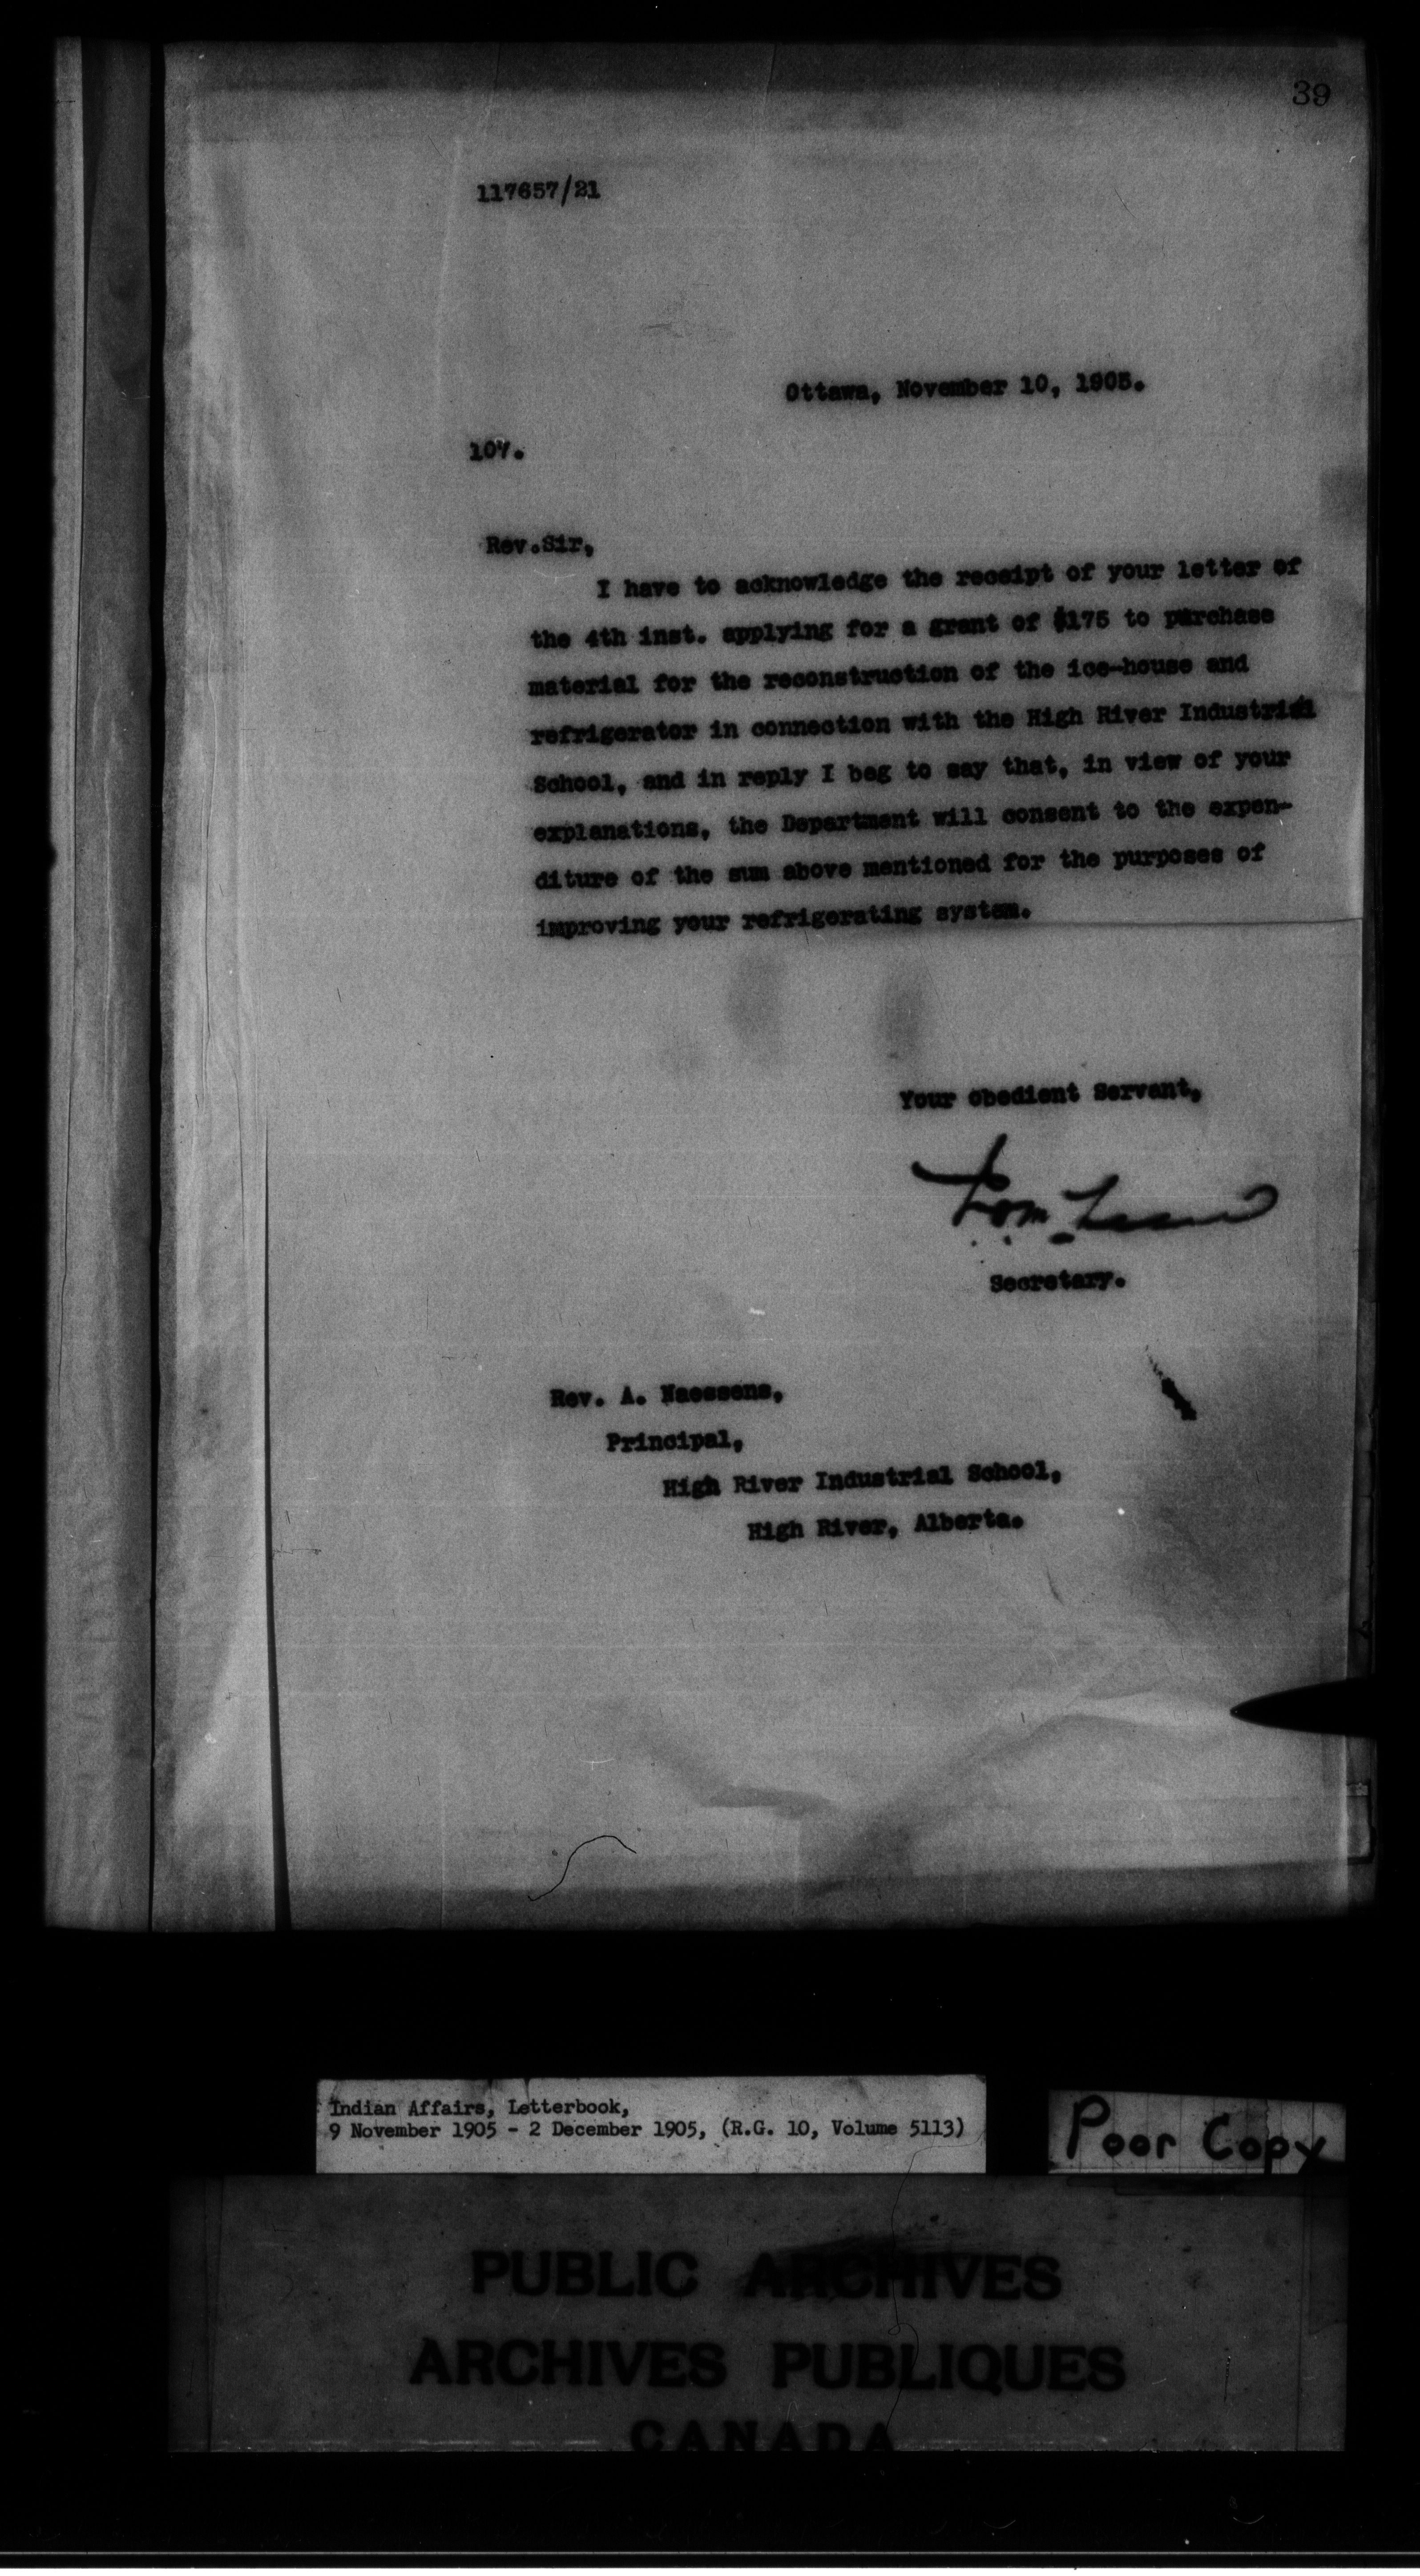 39
117657/21
Ottawa, November 10, 1905.
107.
Rev.Sir,
I have to acknowledge the receipt of your letter of
the 4th inst. applying for a grant of $175 to purchase
material for the reconstruction of the ice-house and
refrigerator in connection with the High River Industrial
School, and in reply I beg to say that, in view of your
explanations, the Department will consent to the expen-
diture of the sum above mentioned for the purposes of
improving your refrigerating system.
Your Obedient Servant,
Secretary.
Rev. A. Naessens,
Principal,
High River Industrial School,
High River, Alberta.
Indian Affairs, Letterbook,
9 November 1905 - 2 December 1905, (R.G. 10, Volume 5113)
Poor Copy
PUBLIC ARCHIVES
ARCHIVES PUBLIQUES
CANADA